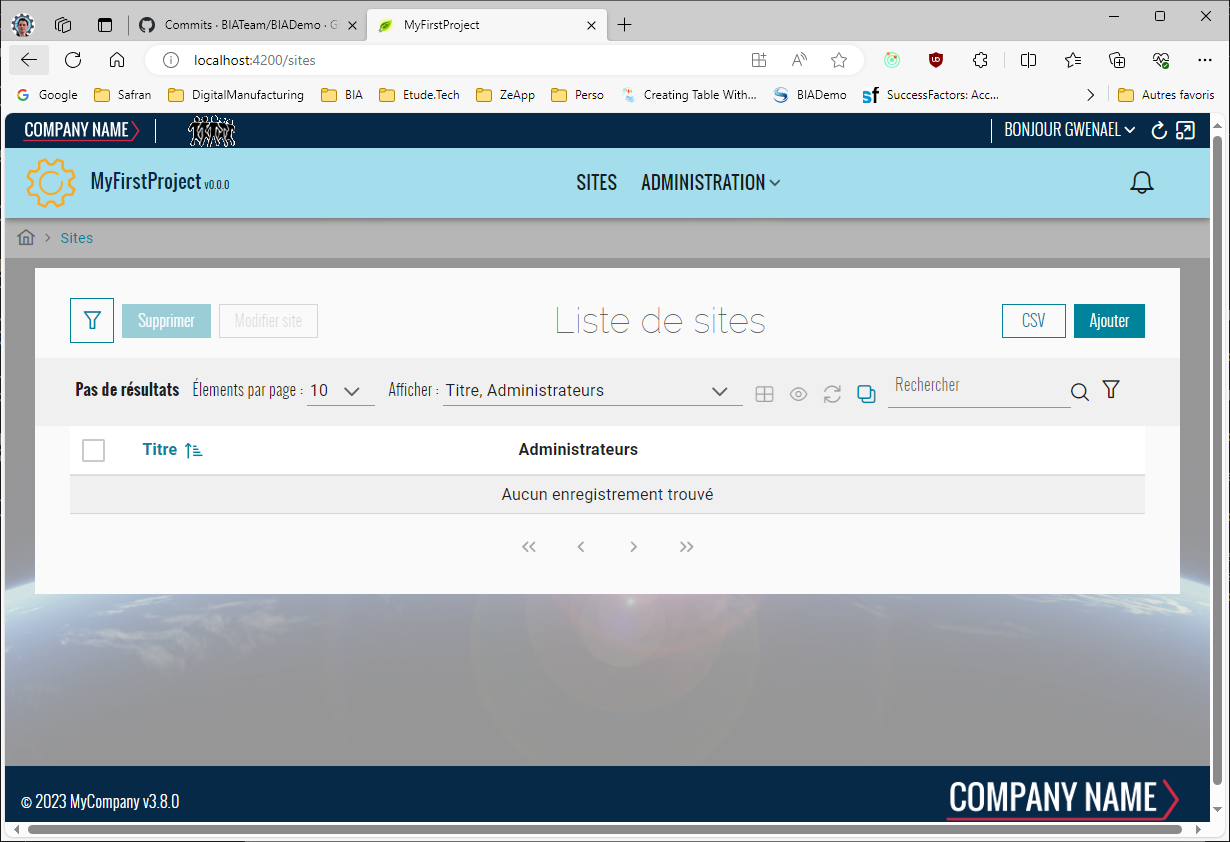 Commits · BIATeam/BIADemo · G
MyFirstProject
localhost:4200/sites
Google Safran DigitalManufacturing BIA Etude.Tech ZeApp Perso Creating Table With... BIADemo SuccessFactors: Acc... Autres favoris
COMPANY NAME BONJOUR GWENAEL
MyFirstProject v0.0.0 SITES ADMINISTRATION
Sites
Supprimer Modifier site Liste de sites CSV Ajouter
Pas de résultats Élements par page : 10 Afficher : Titre, Administrateurs Rechercher
Titre Administrateurs
Aucun enregistrement trouvé
© 2023 MyCompany v3.8.0 COMPANY NAME